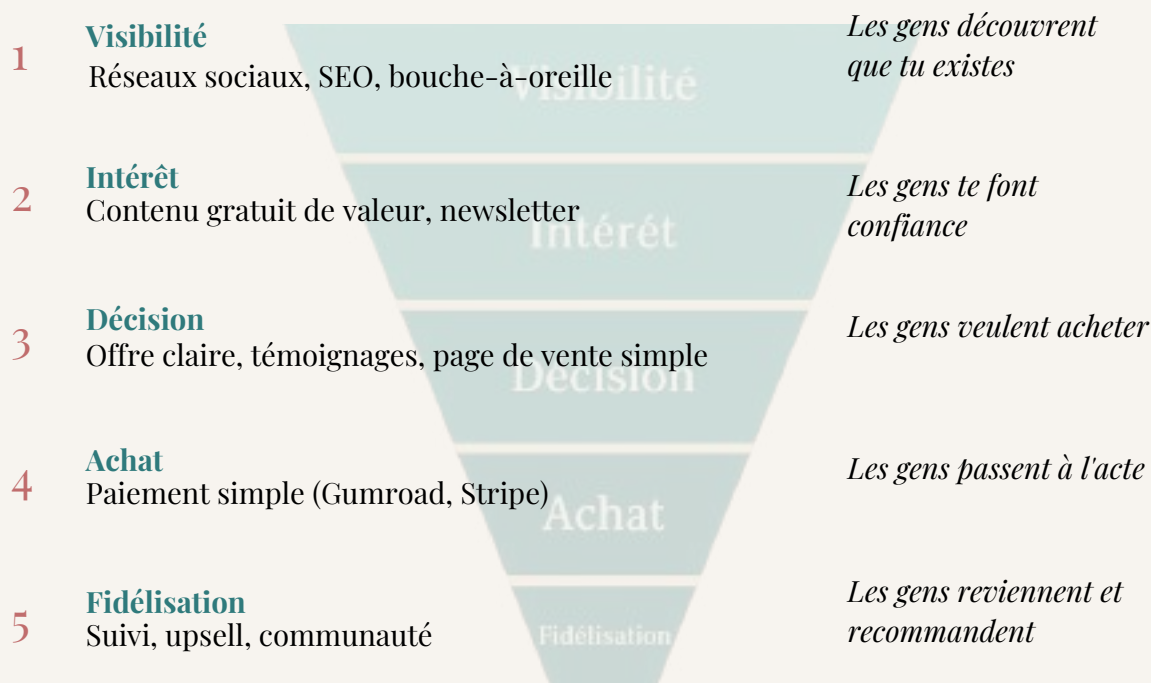 1
Visibilité
Réseaux sociaux, SEO, bouche-à-oreille
Visibilité
Les gens découvrent
que tu existes
2
Intérêt
Contenu gratuit de valeur, newsletter
Intérét
Les gens te font
confiance
3
Décision
Offre claire, témoignages, page de vente simple
Décision
Les gens veulent acheter
4
Achat
Paiement simple (Gumroad, Stripe)
Achat
Les gens passent à l'acte
5
Fidélisation
Suivi, upsell, communauté
Fidélisation
Les gens reviennent et
recommandent